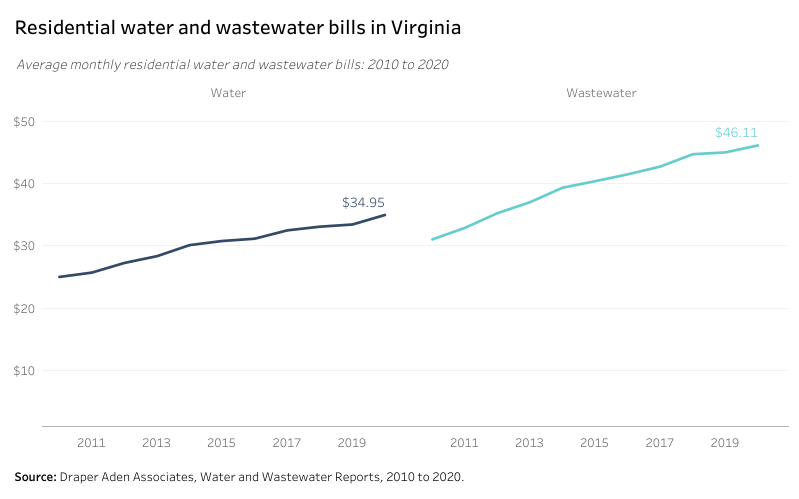 Residential water and wastewater bills in Virginia
Average monthly residential water and wastewater bills: 2010 to 2020
Water Wastewater
$50
$46.11
$40
$34.95
$30
$20
$10
2011 2013 2015 2017 2019 2011 2013 2015 2017 2019
Source: Draper Aden Associates, Water and Wastewater Reports, 2010 to 2020.